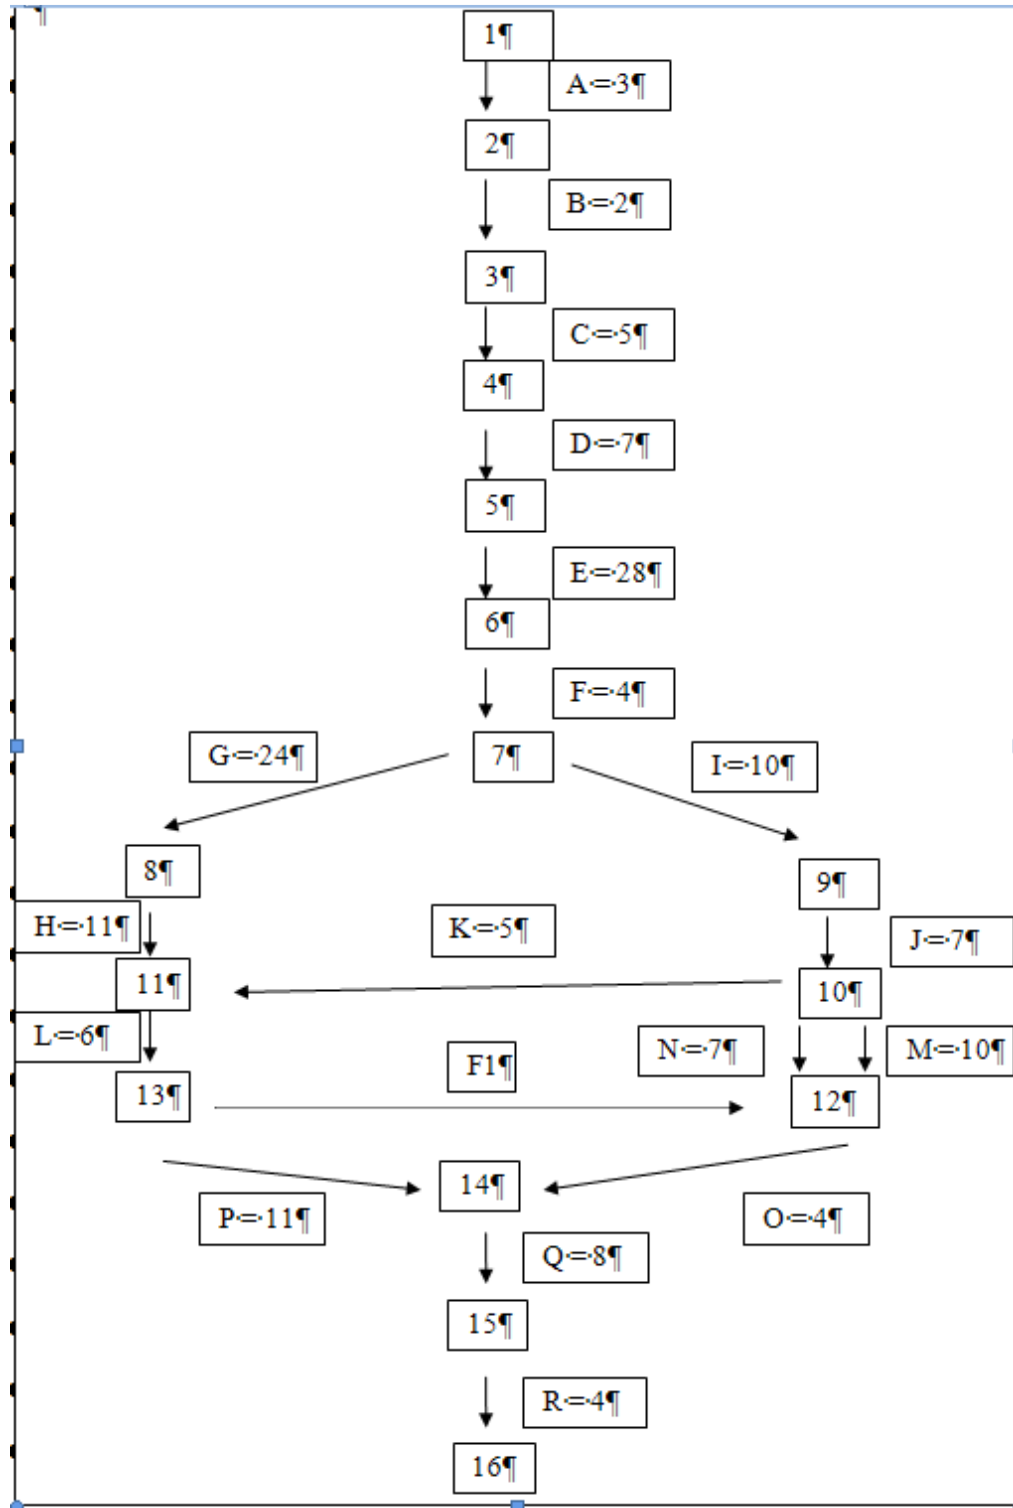 ¶
1¶
A·=·3¶
2¶
B·=·2¶
3¶
C·=·5¶
4¶
D·=·7¶
5¶
E·=·28¶
6¶
F·=·4¶
G·=·24¶
7¶
I·=·10¶
8¶
9¶
H·=·11¶
K·=·5¶
J·=·7¶
11¶
10¶
L·=·6¶
N·=·7¶
M·=·10¶
F1¶
13¶
12¶
14¶
P·=·11¶
O·=·4¶
Q·=·8¶
15¶
R·=·4¶
16¶